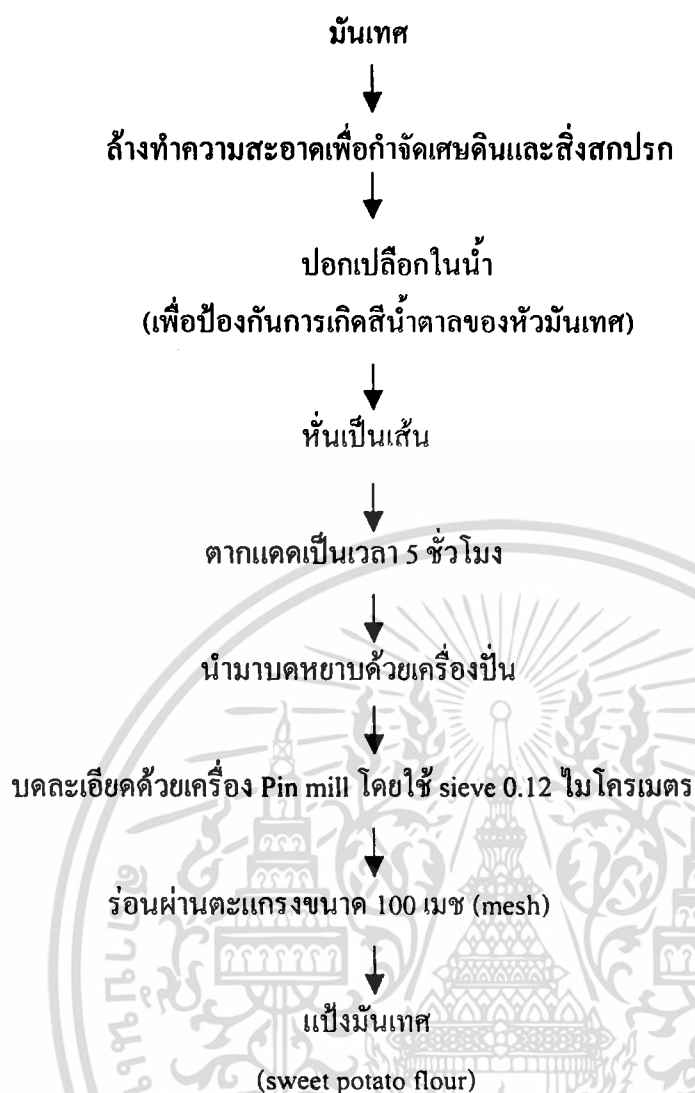 มันเทศ
ล้างทำความสะอาดเพื่อกำจัดเศษดินและสิ่งสกปรก
ปอกเปลือกในน้ำ
(เพื่อป้องกันการเกิดสีน้ำตาลของหัวมันเทศ)
หั่นเป็นเส้น
ตากแดดเป็นเวลา 5 ชั่วโมง
นำมาบดหยาบด้วยเครื่องปั่น
บดละเอียดด้วยเครื่อง Pin mill โดยใช้ sieve 0.12 ไมโครเมตร
ร่อนผ่านตะแกรงขนาด 100 เมช (mesh)
แป้งมันเทศ
(sweet potato flour)